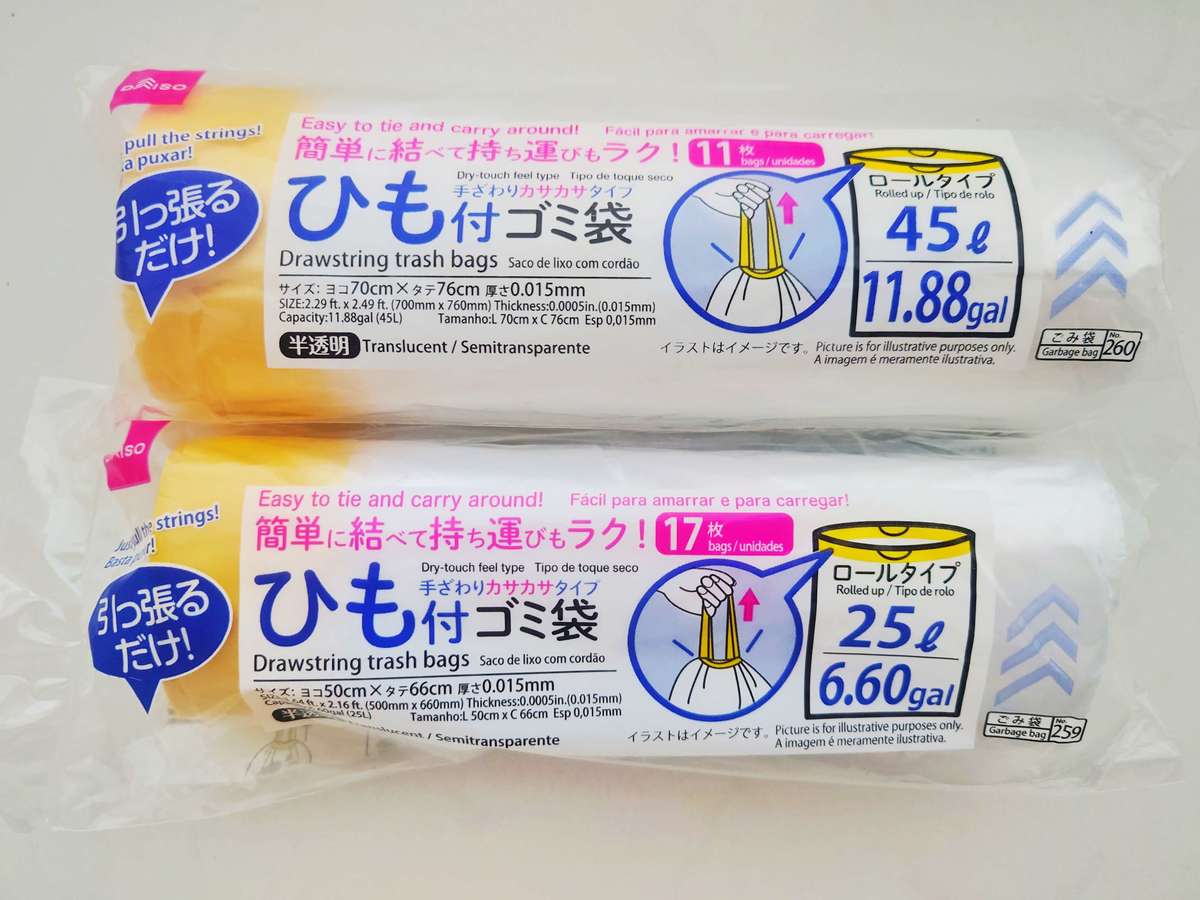 DAISO
pull the strings!
a puxar!
引っ張る
だけ!
Easy to tie and carry around! Fácil para amarrar e para carregar!
簡単に結べて持ち運びもラク! 11枚
bags/unidades
Dry-touch feel type Tipo de toque seco
手ざわりカサカサタイプ
ひも付ゴミ袋
Drawstring trash bags Saco de lixo com cordão
サイズ: ヨコ70cm×タテ76cm 厚さ0.015mm
SIZE:2.29 ft. x 2.49 ft. (700mm x 760mm) Thickness:0.0005in.(0.015mm)
Capacity:11.88gal (45L) Tamanho:L 70cm x C 76cm Esp 0,015mm
半透明 Translucent / Semitransparente
ロールタイプ
Rolled up / Tipo de rolo
45ℓ
11.88gal
イラストはイメージです。 Picture is for illustrative purposes only.
A imagem é meramente ilustrativa.
ごみ袋
Garbage bag
No.
260
DAISO
the strings!
Basta
引っ張る
だけ!
Easy to tie and carry around! Fácil para amarrar e para carregar!
簡単に結べて持ち運びもラク! 17枚
bags/unidades
Dry-touch feel type Tipo de toque seco
手ざわりカサカサタイプ
ひも付ゴミ袋
Drawstring trash bags Saco de lixo com cordão
サイズ: ヨコ50cm×タテ66cm 厚さ0.015mm
ft. x 2.16 ft. (500mm x 660mm) Thickness:0.0005in.(0.015mm)
(25L) Tamanho:L 50cm x C 66cm Esp 0,015mm
半 / Semitransparente
ロールタイプ
Rolled up / Tipo de rolo
25ℓ
6.60gal
イラストはイメージです。 Picture is for illustrative purposes only.
A imagem é meramente ilustrativa.
ごみ袋
Garbage bag
No.
259